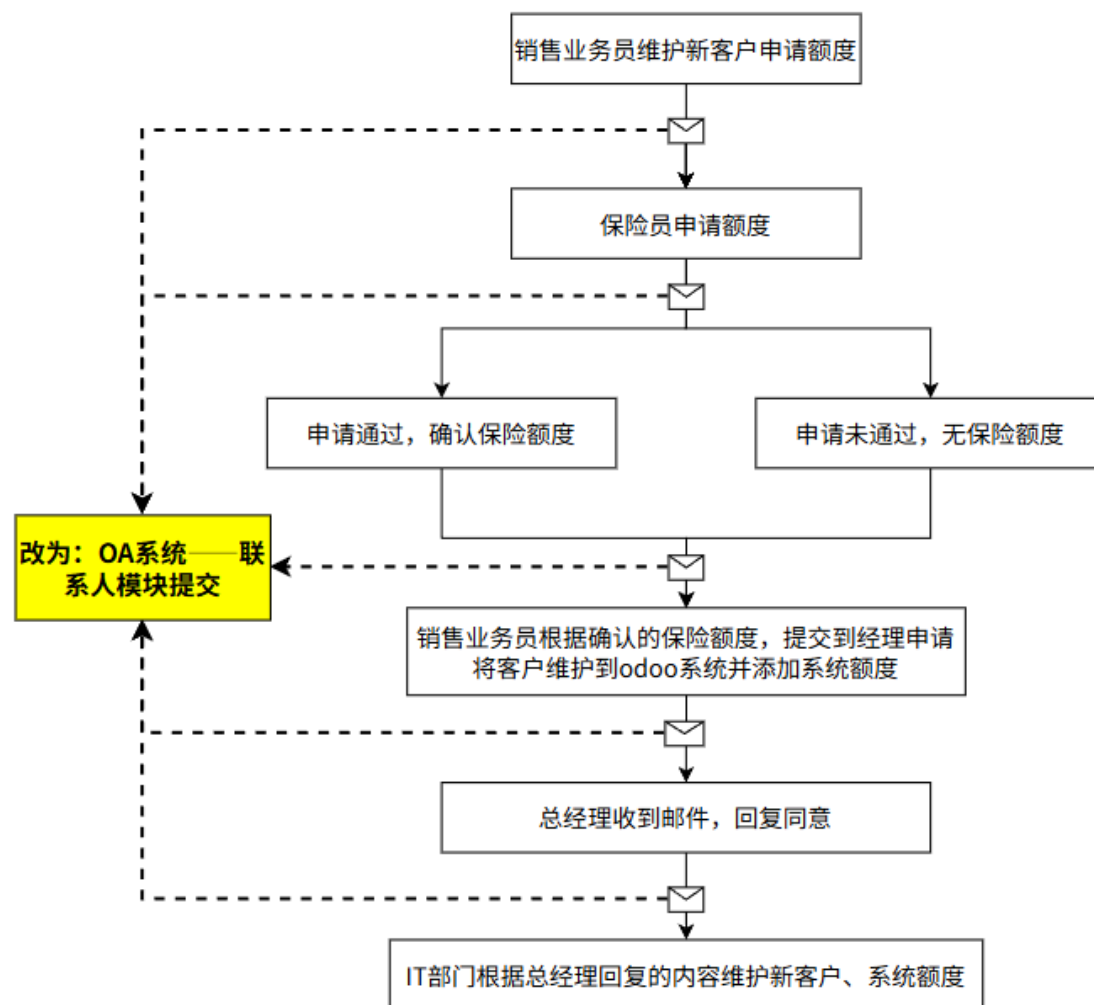 销售业务员维护新客户申请额度
保险员申请额度
申请通过，确认保险额度
申请未通过，无保险额度
改为：OA系统——联
系人模块提交
销售业务员根据确认的保险额度，提交到经理申请
将客户维护到odoo系统并添加系统额度
总经理收到邮件，回复同意
IT部门根据总经理回复的内容维护新客户、系统额度